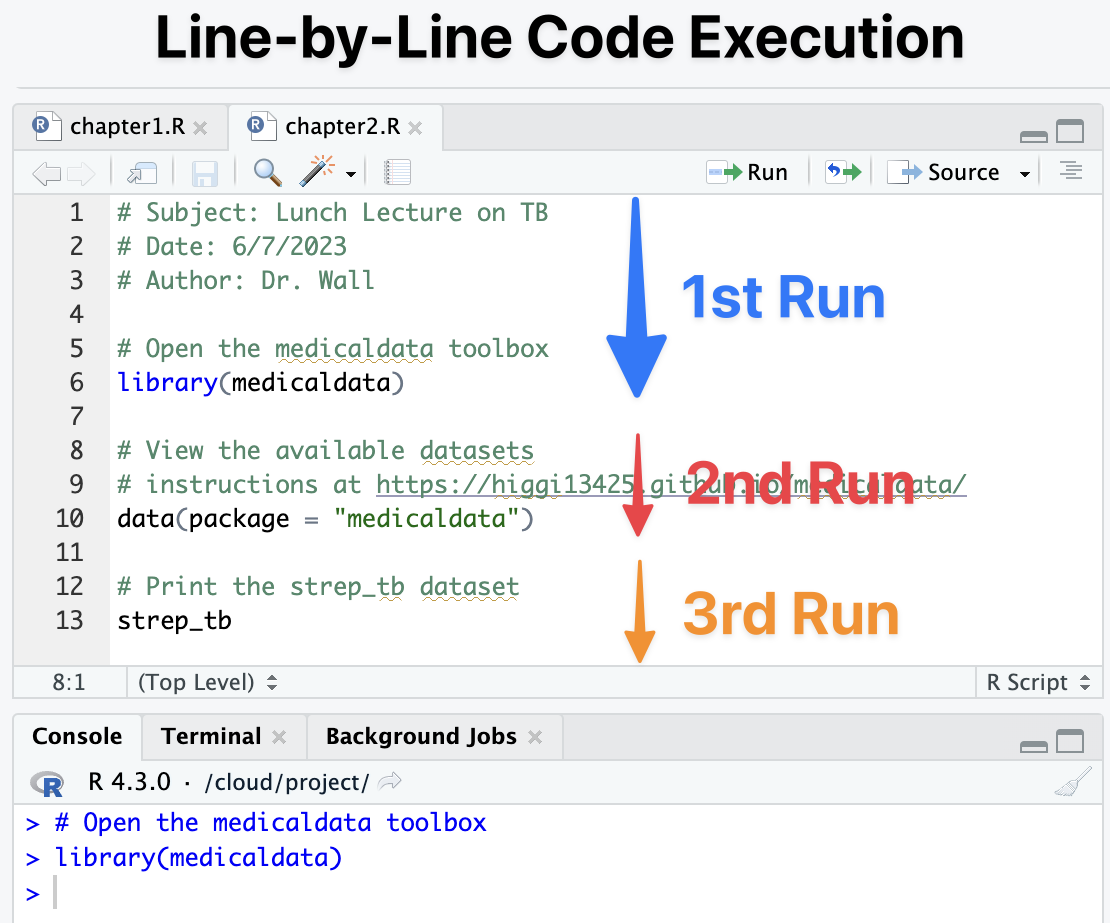 Line-by-Line Code Execution
chapter1.R
chapter2.R
Run
Source
1 # Subject: Lunch Lecture on TB
2 # Date: 6/7/2023
3 # Author: Dr. Wall
4
1st Run
5 # Open the medicaldata toolbox
6 library(medicaldata)
7
8 # View the available datasets
9 # instructions at https://higgi13425.github.io/medicaldata/
2nd Run
10 data(package = "medicaldata")
11
12 # Print the strep_tb dataset
13 strep_tb
3rd Run
8:1 (Top Level) R Script
Console Terminal Background Jobs
R 4.3.0 · /cloud/project/
> # Open the medicaldata toolbox
> library(medicaldata)
>